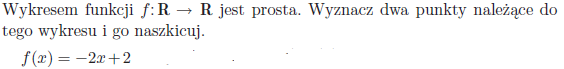 Wykresem funkcji f: R → R jest prosta. Wyznacz dwa punkty należące do
tego wykresu i go naszkicuj.
f(x) = −2x+2